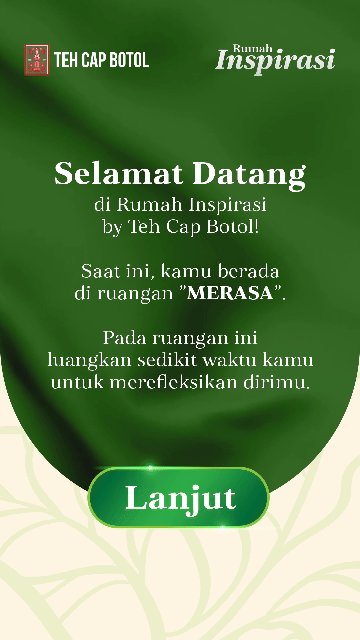 TEH CAP BOTOL
Rumah
Inspirasi
Selamat Datang
di Rumah Inspirasi
by Teh Cap Botol!
Saat ini, kamu berada
di ruangan "MERASA".
Pada ruangan ini
luangkan sedikit waktu kamu
untuk merefleksikan dirimu.
Lanjut